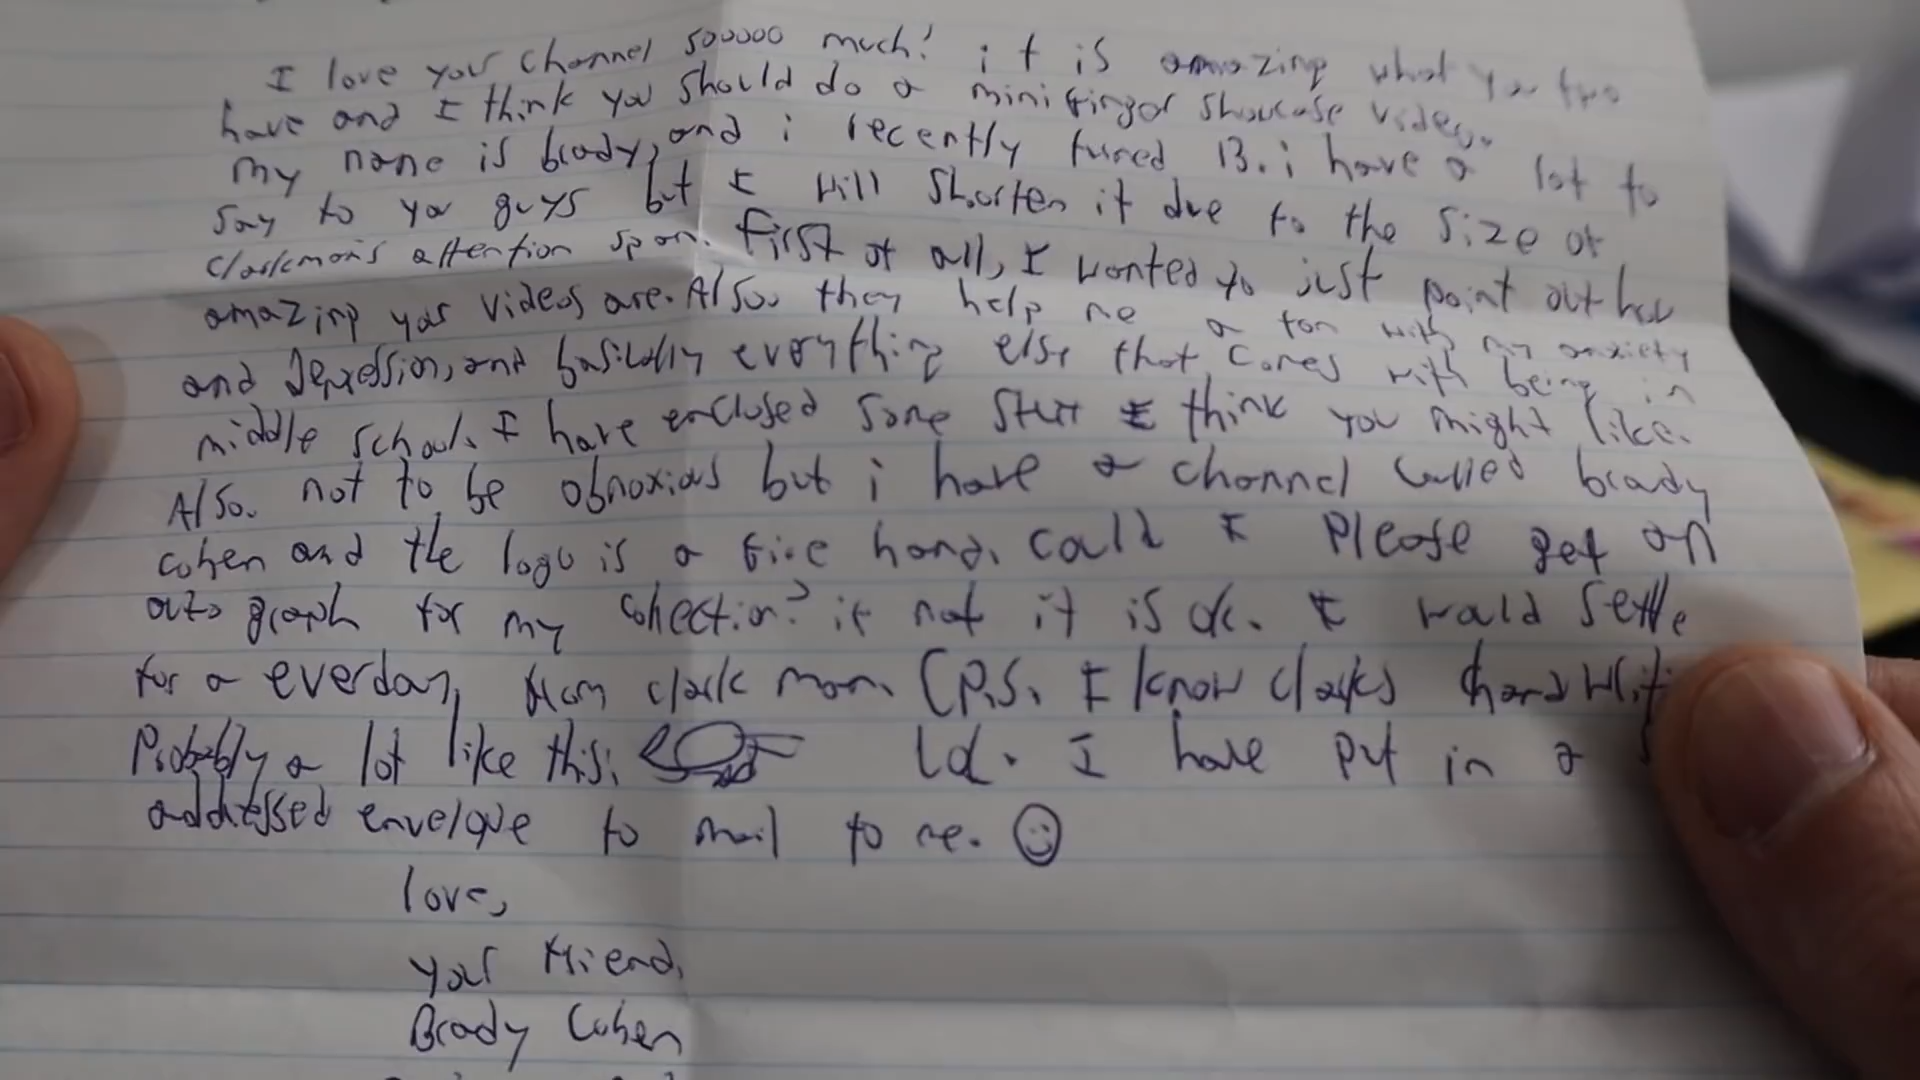 I love your channel sooooo much! it is amazing what you two
have and I think you should do a mini finger showcase video.
My name is brady, and i recently turned 13. i have a lot to
say to you guys but I will shorten it due to the size of
clarkmon's attention span. First of all, I wanted to just point out how
amazing your videos are. Also. they help me a ton with my anxiety
and depression, and basically everything else that comes with being in
middle school. I have enclosed some stuff I think you might like.
Also. not to be obnoxious but i have a channel called brady
cohen and the logo is a fire hand. Could I Please get an
autograph for my collection? if not it is ok. I would settle
for a everday, from clark mom. (P.S. I know clarks
Probably a lot like this: lol. I have put in a
addressed envelope to mail to me.
love,
your friend,
Brady Cohen